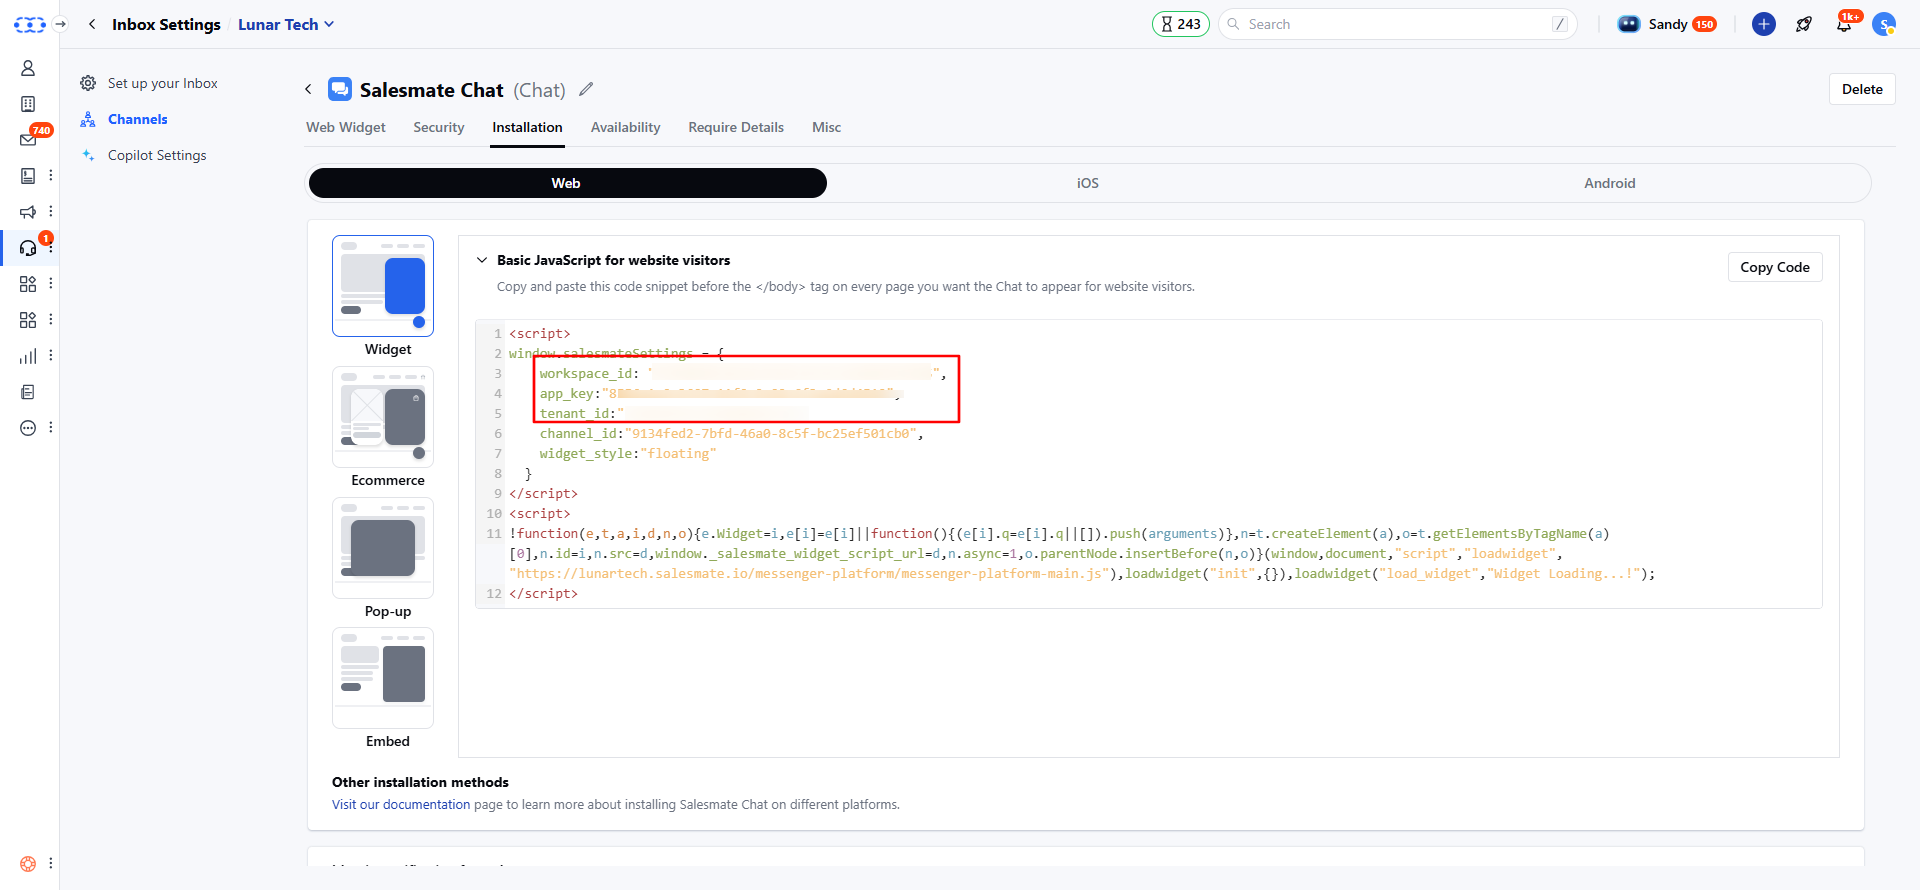 Inbox Settings / Lunar Tech
243
Search /
Sandy 150
1k+
S
740
1
Set up your Inbox
Channels
Copilot Settings
Salesmate Chat (Chat)
Delete
Web Widget Security Installation Availability Require Details Misc
Web iOS Android
Widget
Ecommerce
Pop-up
Embed
Basic JavaScript for website visitors
Copy Code
Copy and paste this code snippet before the </body> tag on every page you want the Chat to appear for website visitors.
1 <script>
2 window.salesmateSettings = {
3 workspace_id: "",
4 app_key:"8
5 tenant_id:"
6 channel_id:"9134fed2-7bfd-46a0-8c5f-bc25ef501cb0",
7 widget_style:"floating"
8 }
9 </script>
10 <script>
11 !function(e,t,a,i,d,n,o){e.Widget=i,e[i]=e[i]||function(){(e[i].q=e[i].q||[]).push(arguments)},n=t.createElement(a),o=t.getElementsByTagName(a)
[0],n.id=i,n.src=d,window._salesmate_widget_script_url=d,n.async=1,o.parentNode.insertBefore(n,o)}(window,document,"script","loadwidget",
"https://lunartech.salesmate.io/messenger-platform/messenger-platform-main.js"),loadwidget("init",{}),loadwidget("load_widget","Widget Loading...!");
12 </script>
Other installation methods
Visit our documentation page to learn more about installing Salesmate Chat on different platforms.